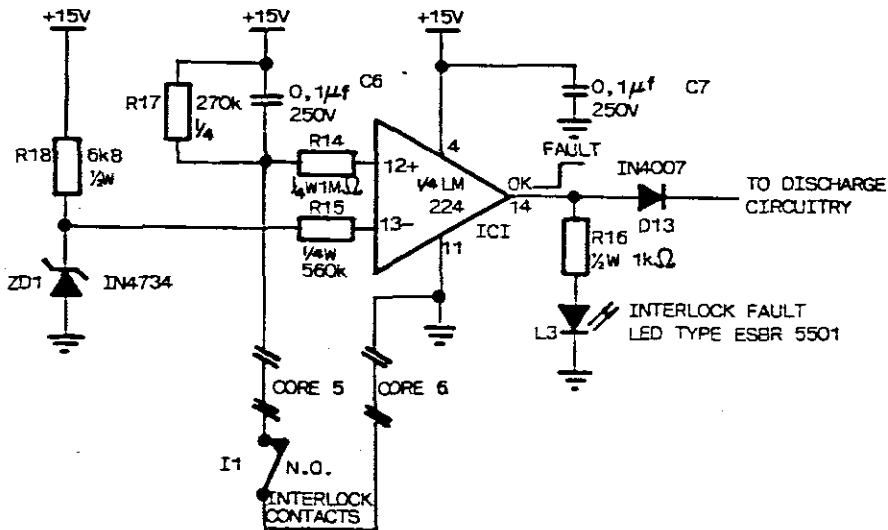 +15V
+15V
+15V
R17
270k
¼
0,1µf
250V
C6
0,1µf
250V
C7
R18
6k8
½W
R14
¼W1MΩ
12+
4
¼ LM
224
13-
11
IC1
R15
¼W
560k
FAULT
OK
14
IN4007
D13
TO DISCHARGE
CIRCUITRY
R16
½W 1kΩ
ZD1
IN4734
L3
INTERLOCK FAULT
LED TYPE ESBR 5501
CORE 5
CORE 6
I1
N.O.
INTERLOCK
CONTACTS